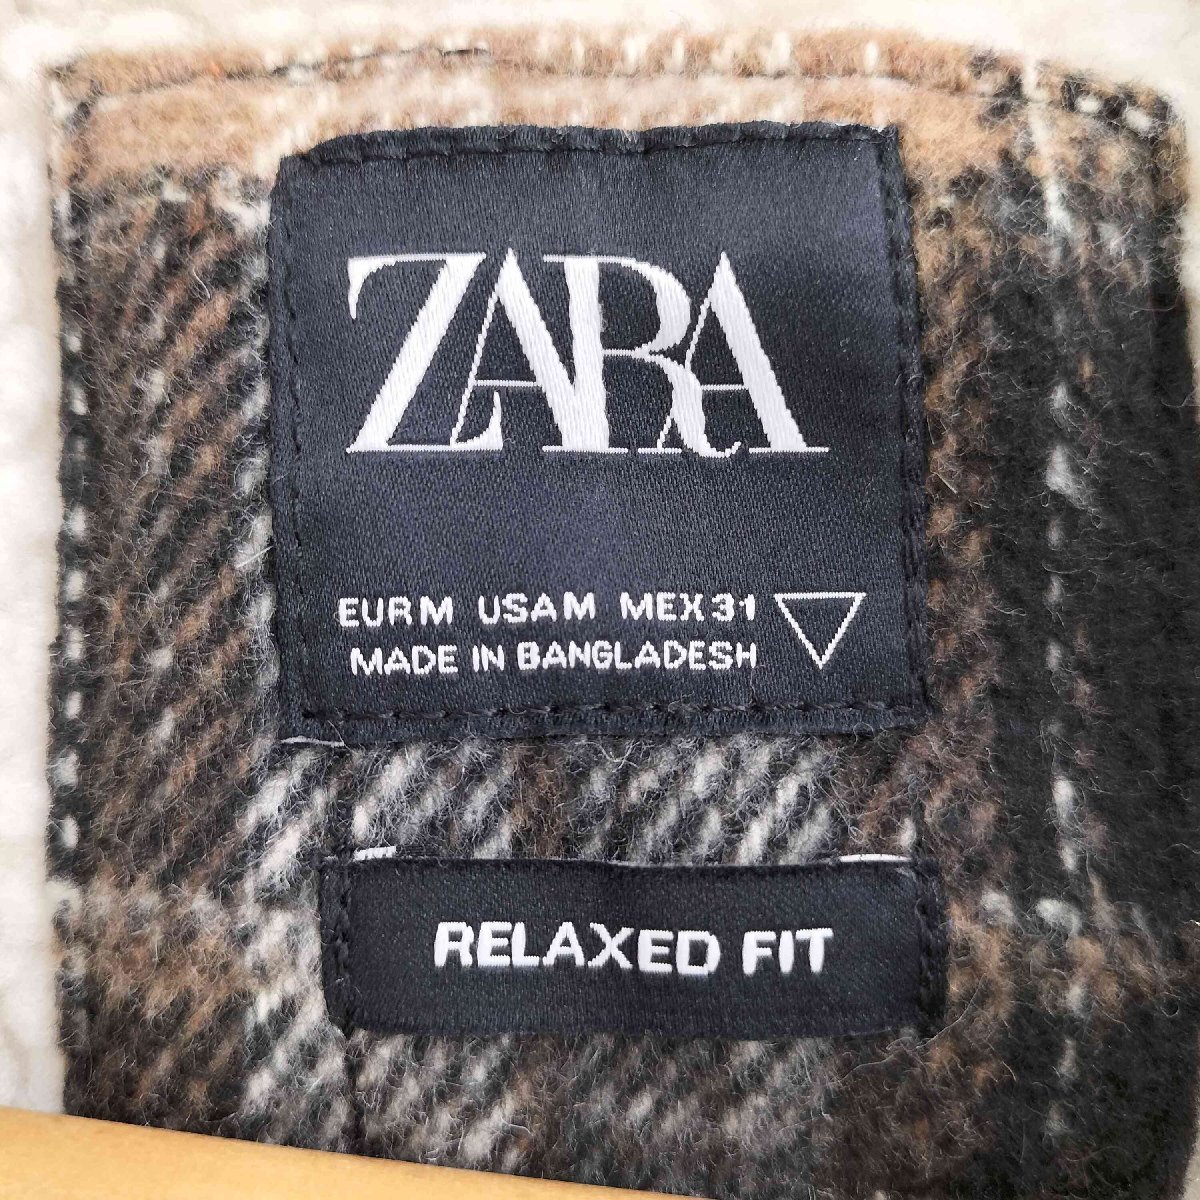 ZARA
EUR M USA M MEX 31
MADE IN BANGLADESH
RELAXED FIT